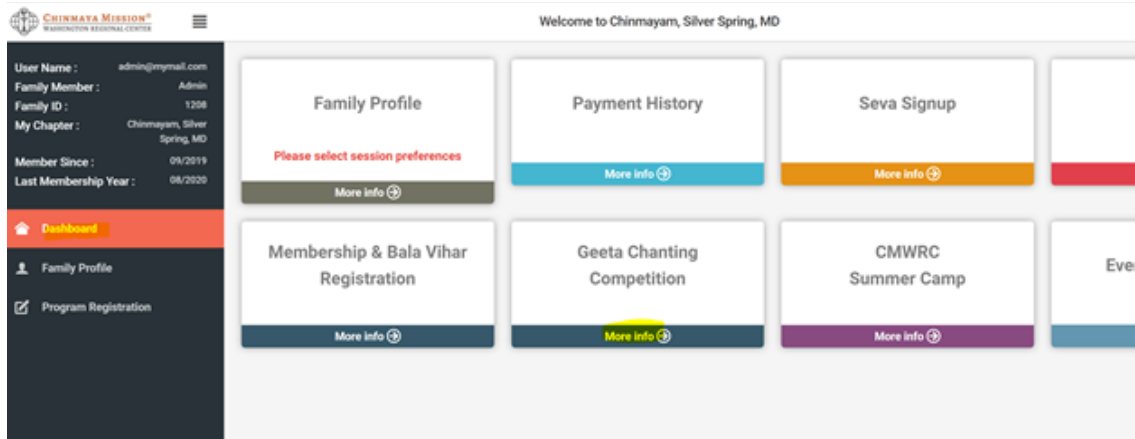 CHINMAYA MISSION®
WASHINGTON REGIONAL CENTER
Welcome to Chinmayam, Silver Spring, MD
User Name : admin@mymail.com
Family Member : Admin
Family ID : 1208
My Chapter : Chinmayam, Silver
Spring, MD
Member Since : 09/2019
Last Membership Year : 08/2020
Dashboard
Family Profile
Program Registration
Family Profile
Please select session preferences
More info
Payment History
More info
Seva Signup
More info
Membership & Bala Vihar
Registration
More info
Geeta Chanting
Competition
More info
CMWRC
Summer Camp
More info
Eve